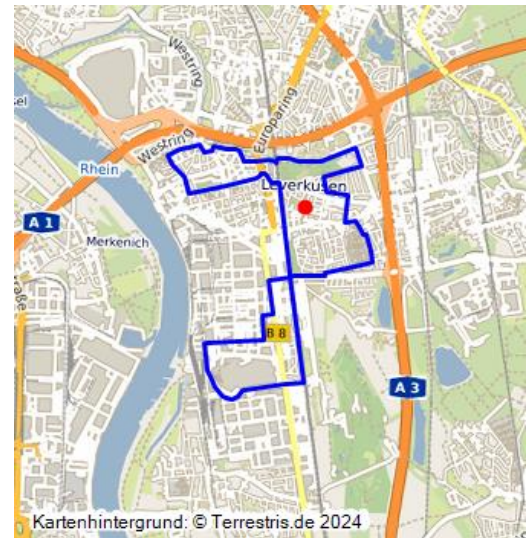 Westring
Europaring
Westring
Rhein
Leverkusen
A 1
Merkenich
B 8
A 3
Kartenhintergrund: © Terrestris.de 2024